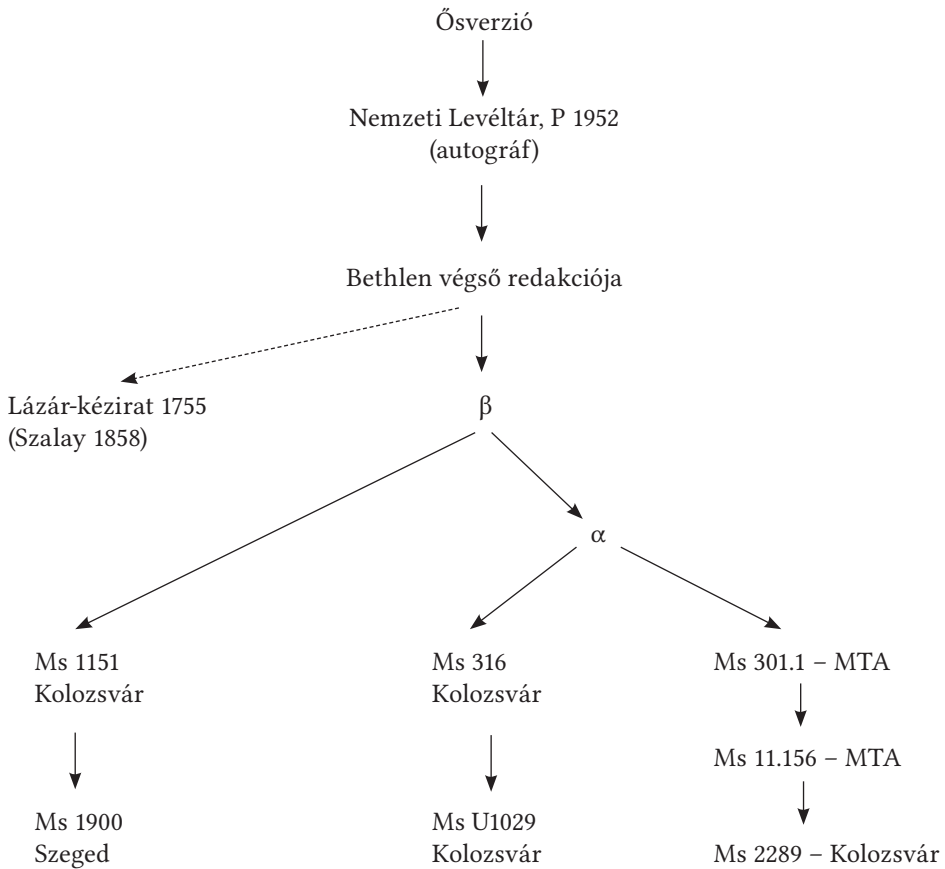 Ősverzió
Nemzeti Levéltár, P 1952
(autográf)
Bethlen végső redakciója
Lázár-kézirat 1755
(Szalay 1858)
β
α
Ms 1151
Kolozsvár
Ms 316
Kolozsvár
Ms 301.1 – MTA
Ms 11.156 – MTA
Ms 1900
Szeged
Ms U1029
Kolozsvár
Ms 2289 – Kolozsvár